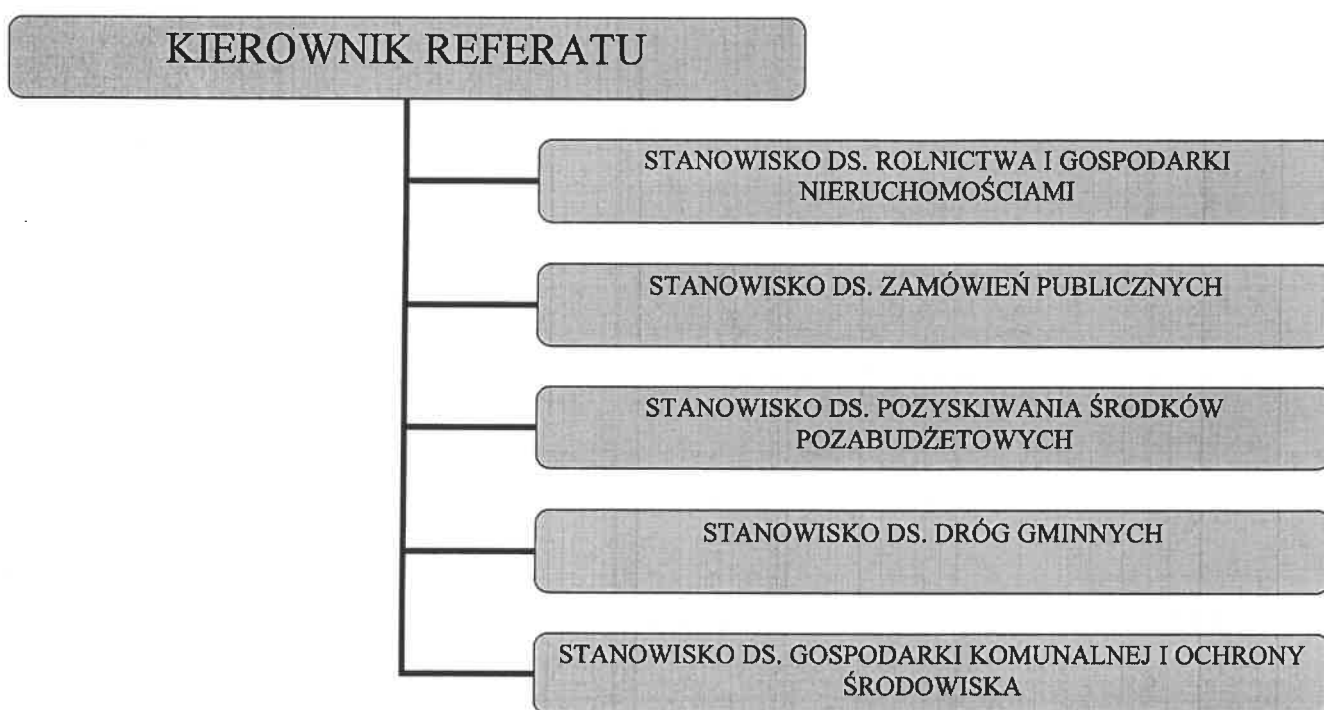 KIEROWNIK REFERATU
STANOWISKO DS. ROLNICTWA I GOSPODARKI
NIERUCHOMOŚCIAMI
STANOWISKO DS. ZAMÓWIEŃ PUBLICZNYCH
STANOWISKO DS. POZYSKIWANIA ŚRODKÓW
POZABUDŻETOWYCH
STANOWISKO DS. DRÓG GMINNYCH
STANOWISKO DS. GOSPODARKI KOMUNALNEJ I OCHRONY
ŚRODOWISKA